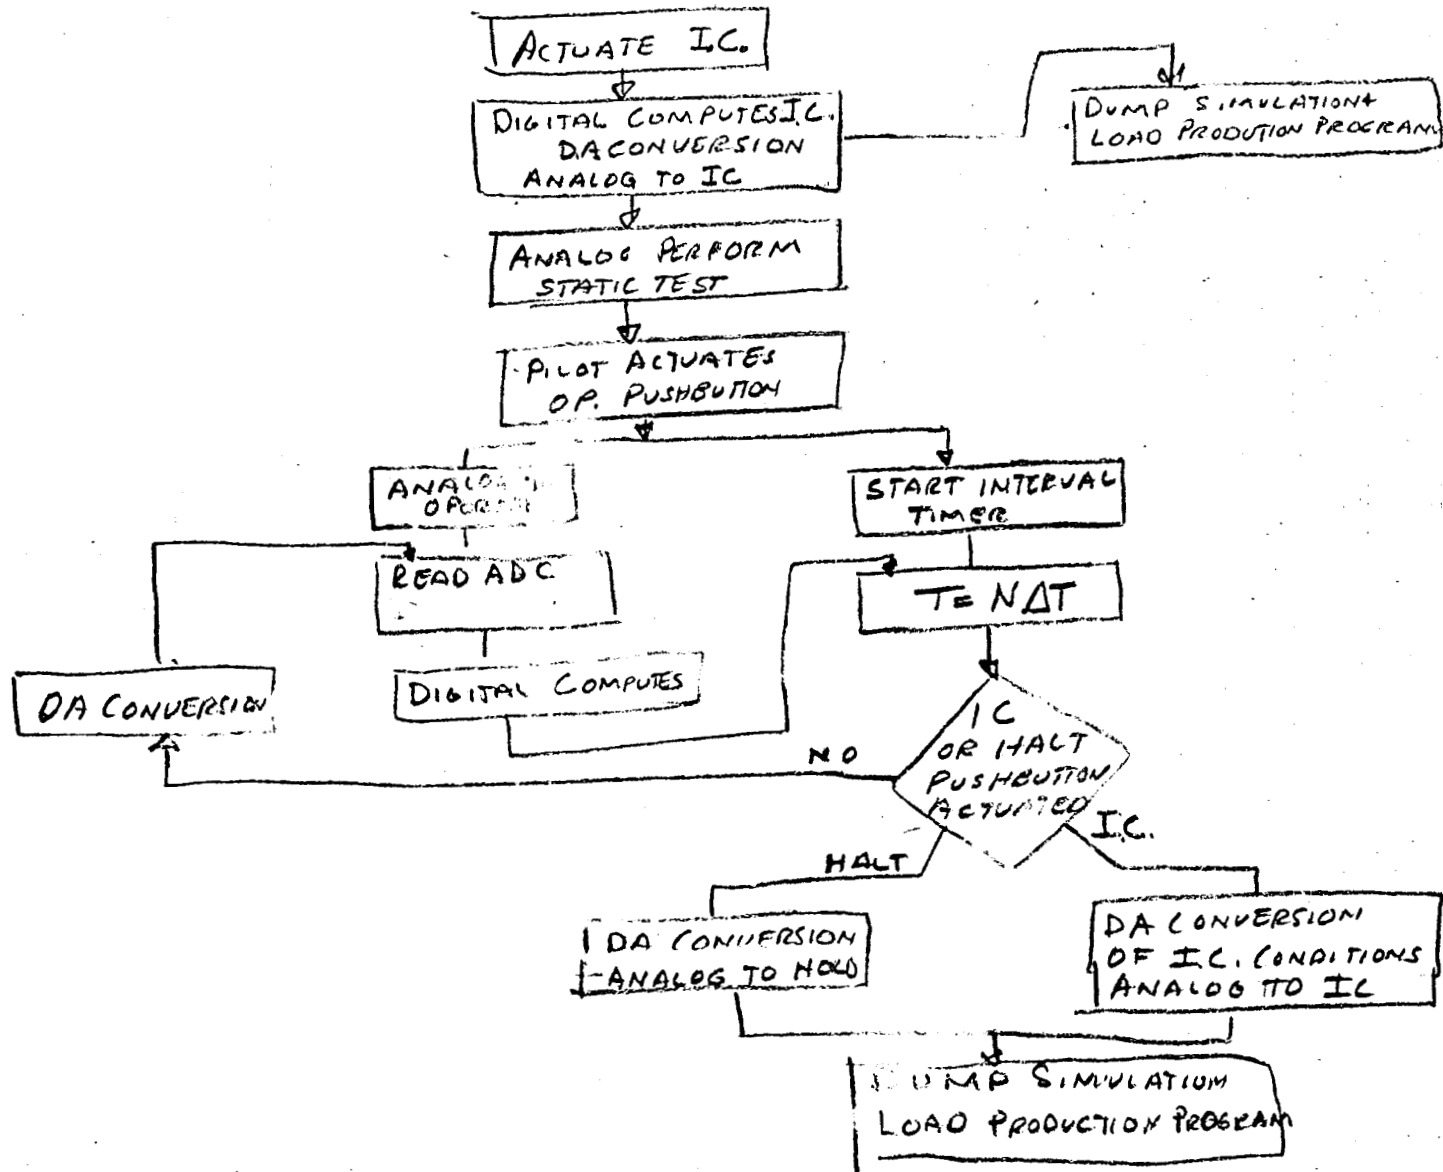 ACTUATE I.C.
DIGITAL COMPUTES I.C.
DA CONVERSION
ANALOG TO IC
DUMP SIMULATION+
LOAD PRODUTION PROGRAM
ANALOG PERFORM
STATIC TEST
PILOT ACTUATES
OP. PUSHBUTTON
ANALOG
START INTERVAL
TIMER
READ ADC
T = NΔT
DIGITAL COMPUTES
DA CONVERSION
IC
OR HALT
PUSHBUTTON
ACTUATED
NO
I.C.
HALT
DA CONVERSION
ANALOG TO HOLD
DA CONVERSION
OF I.C. CONDITIONS
ANALOG TO IC
DUMP SIMULATION
LOAD PRODUCTION PROGRAM